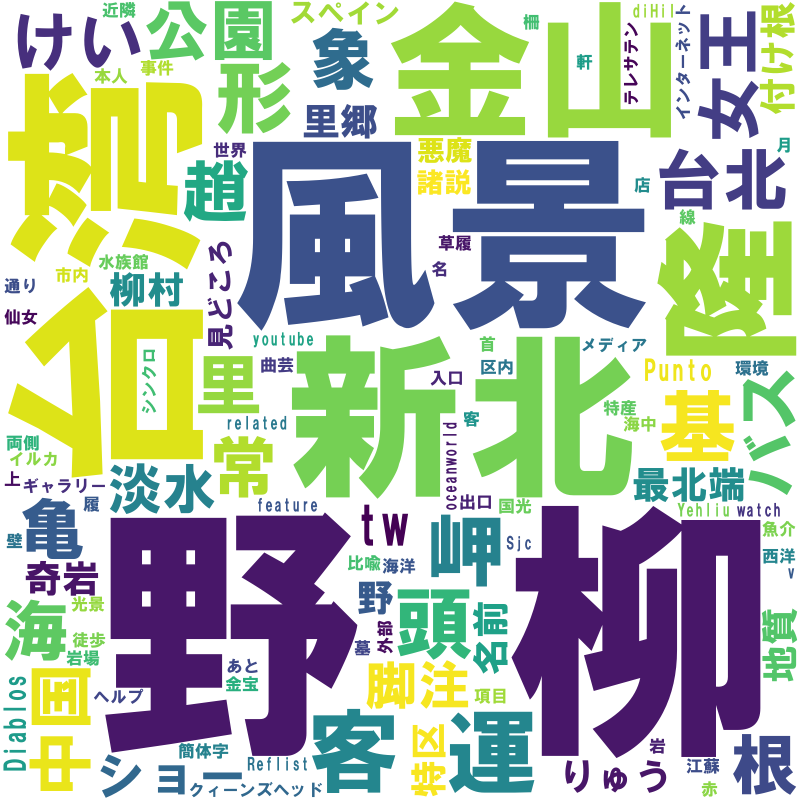 近隣
スペイン
diHil
けい
公園
象
金山
女王
付け根
軒
テレサテン
インターネット
本人
事件
形
里郷
台湾
世界
趙
悪魔
諸説
台北
月
店
風景
隆
線
草履
名
通り
市内
水族館
柳村
見どころ
仙女
youtube
曲芸
首
メディア
シンクロ
里
入口
区内
Punto
環境
新北
バス
related
客
特産
海中
基
両側
イルカ
常
oceanworld
上
ギャラリー
淡水
最北端
履
feature
tw
出口
国光
Yehliu
watch
亀
壁
岬
Sjc
魚介
奇岩
比喩
海洋
西洋
v
野柳
野
光景
海
頭
名前
徒歩
岩場
外部
墓
地質
あと
金宝
脚注
Diablos
中国
ヘルプ
項目
客
運
簡体字
特区
岩
根
ショー
Reflist
クィーンズヘッド
りゅう
江蘇
赤